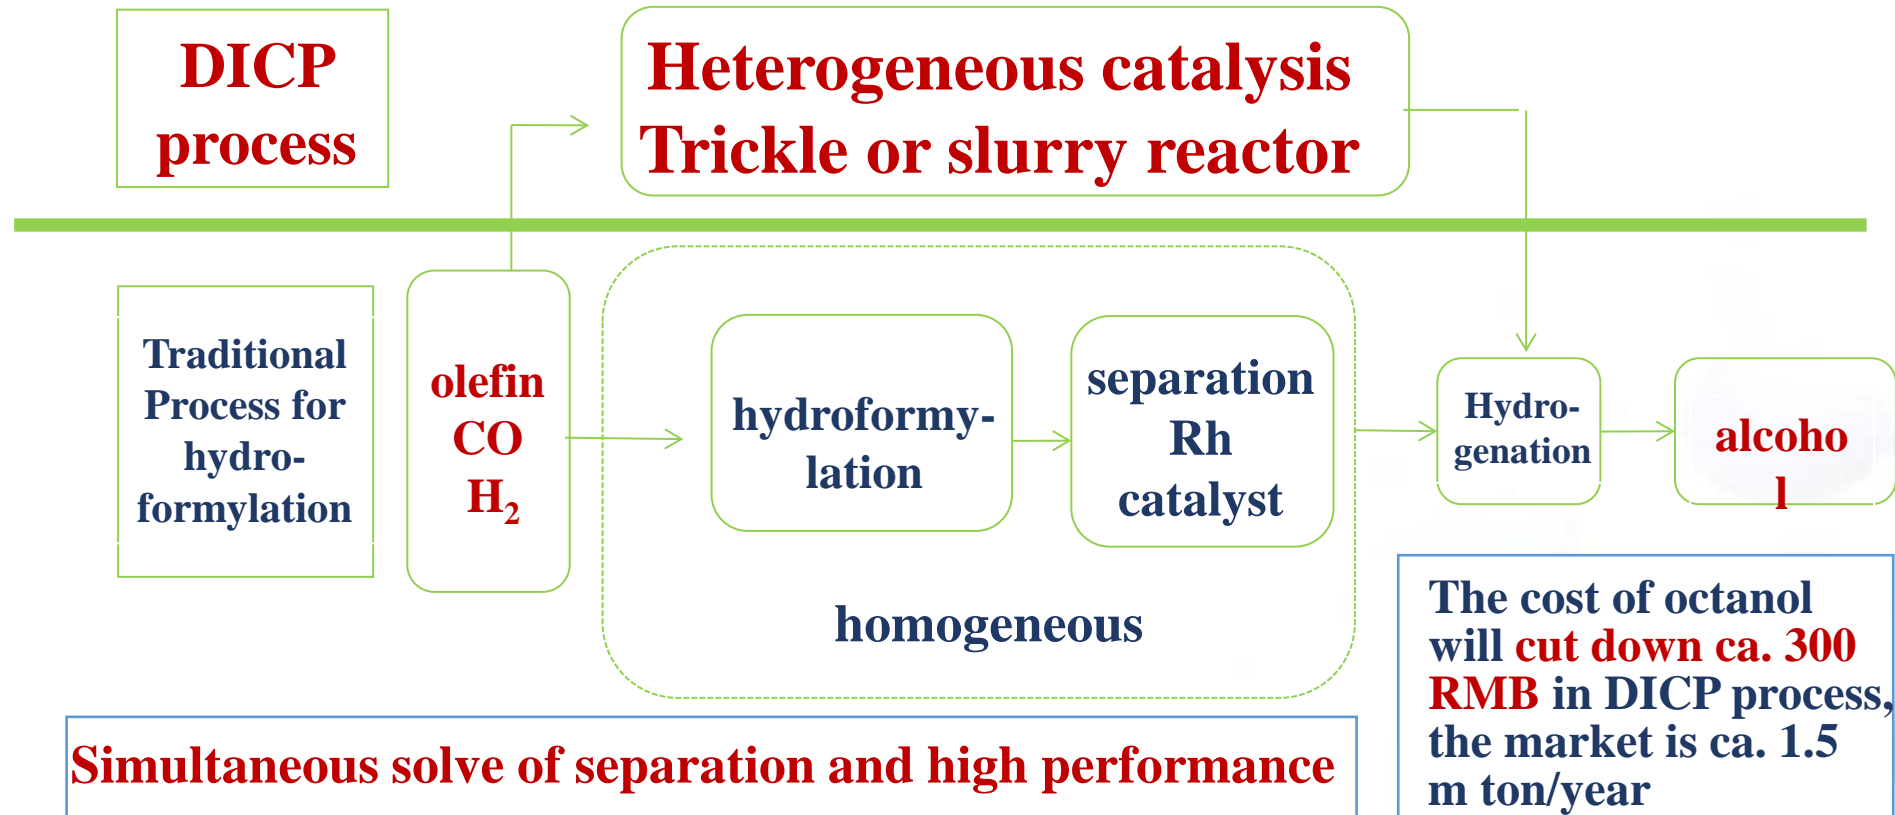 DICP
process
Heterogeneous catalysis
Trickle or slurry reactor
Traditional
Process for
hydro-
formylation
olefin
CO
H₂
hydroformy-
lation
separation
Rh
catalyst
homogeneous
Hydro-
genation
alcoho
l
Simultaneous solve of separation and high performance
The cost of octanol
will cut down ca. 300
RMB in DICP process,
the market is ca. 1.5
m ton/year